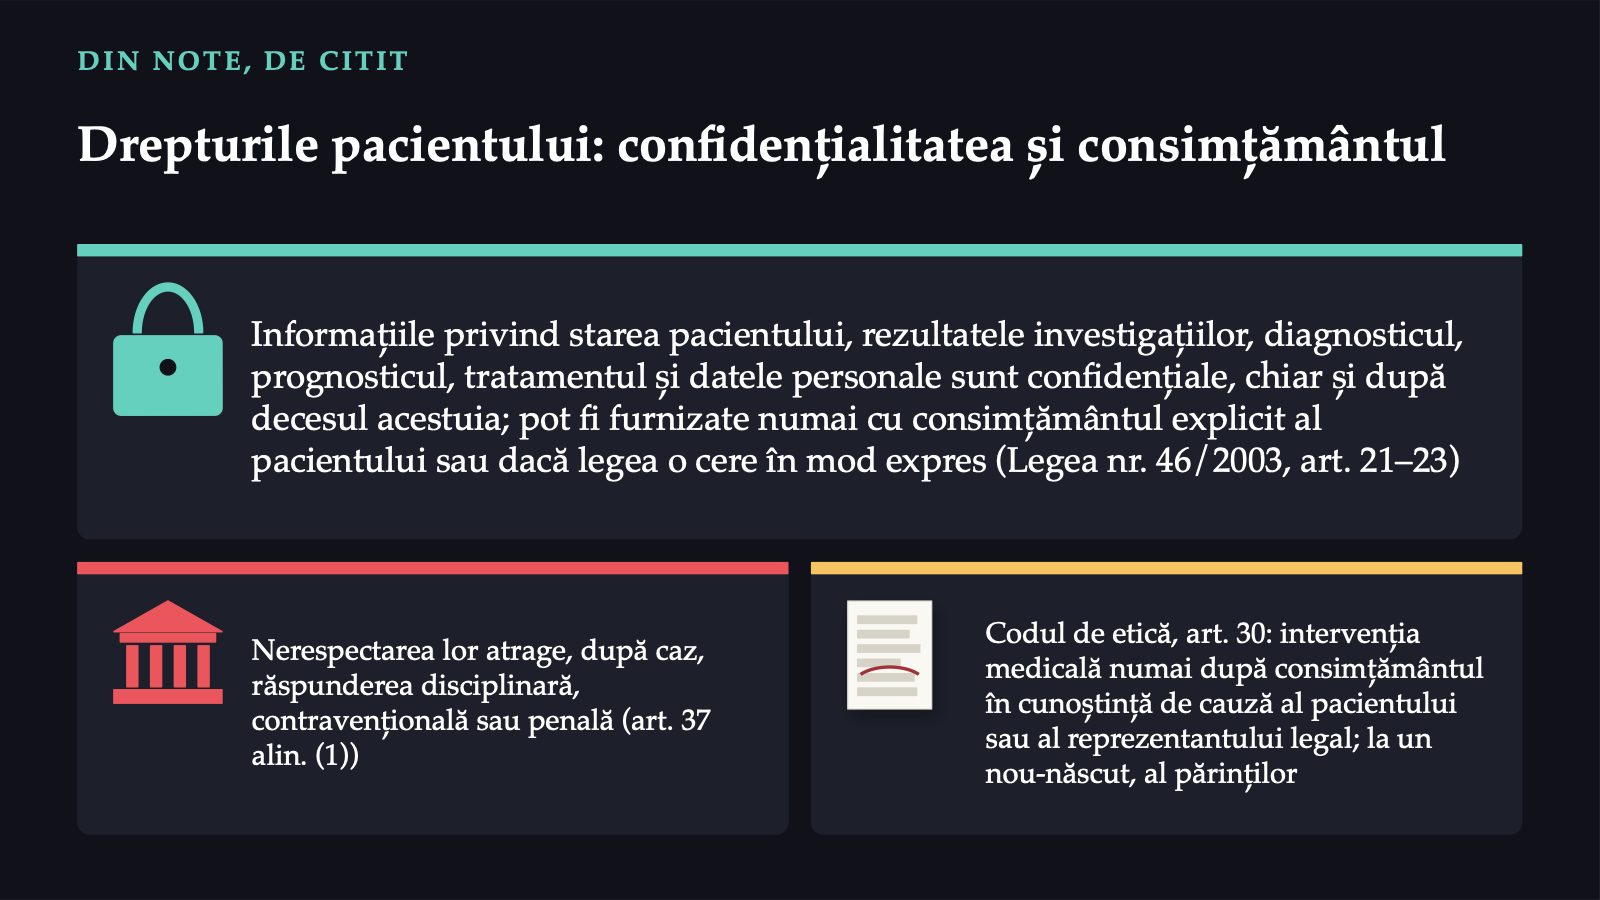 DIN NOTE, DE CITIT
Drepturile pacientului: confidențialitatea și consimțământul
Informațiile privind starea pacientului, rezultatele investigațiilor, diagnosticul,
prognosticul, tratamentul și datele personale sunt confidențiale, chiar și după
decesul acestuia; pot fi furnizate numai cu consimțământul explicit al
pacientului sau dacă legea o cere în mod expres (Legea nr. 46/2003, art. 21–23)
Nerespectarea lor atrage, după caz,
răspunderea disciplinară,
contravențională sau penală (art. 37
alin. (1))
Codul de etică, art. 30: intervenția
medicală numai după consimțământul
în cunoștință de cauză al pacientului
sau al reprezentantului legal; la un
nou-născut, al părinților